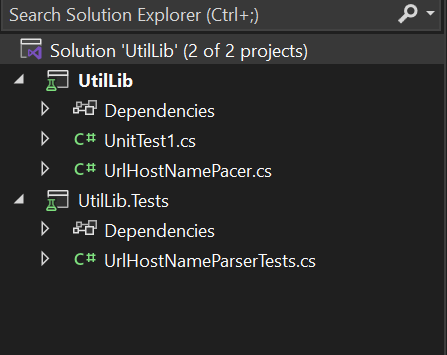 Search Solution Explorer (Ctrl+;)
Solution 'UtilLib' (2 of 2 projects)
UtilLib
Dependencies
C# UnitTest1.cs
C# UrlHostNamePacer.cs
UtilLib.Tests
Dependencies
C# UrlHostNameParserTests.cs